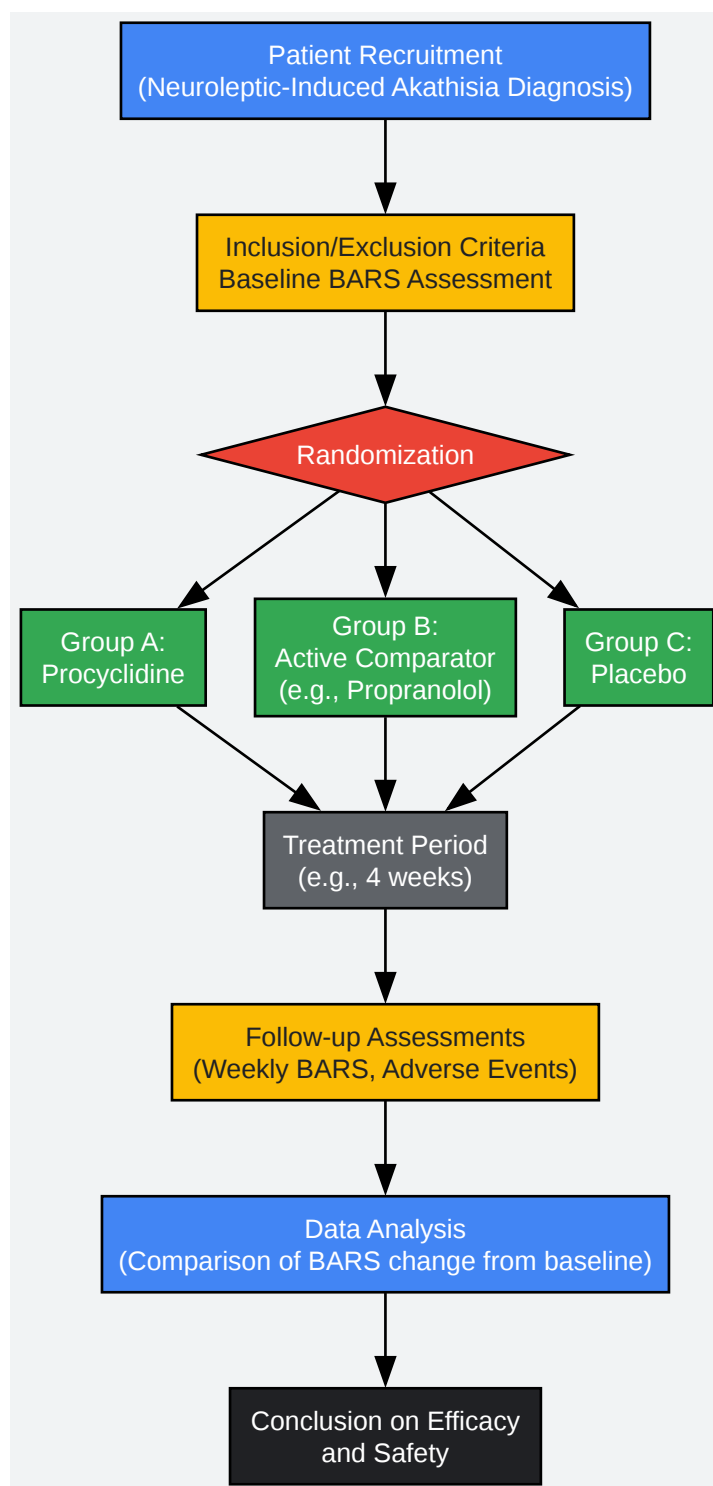 Patient Recruitment
(Neuroleptic-Induced Akathisia Diagnosis)
Inclusion/Exclusion Criteria
Baseline BARS Assessment
Randomization
Group A:
Procyclidine
Group B:
Active Comparator
(e.g., Propranolol)
Group C:
Placebo
Treatment Period
(e.g., 4 weeks)
Follow-up Assessments
(Weekly BARS, Adverse Events)
Data Analysis
(Comparison of BARS change from baseline)
Conclusion on Efficacy
and Safety